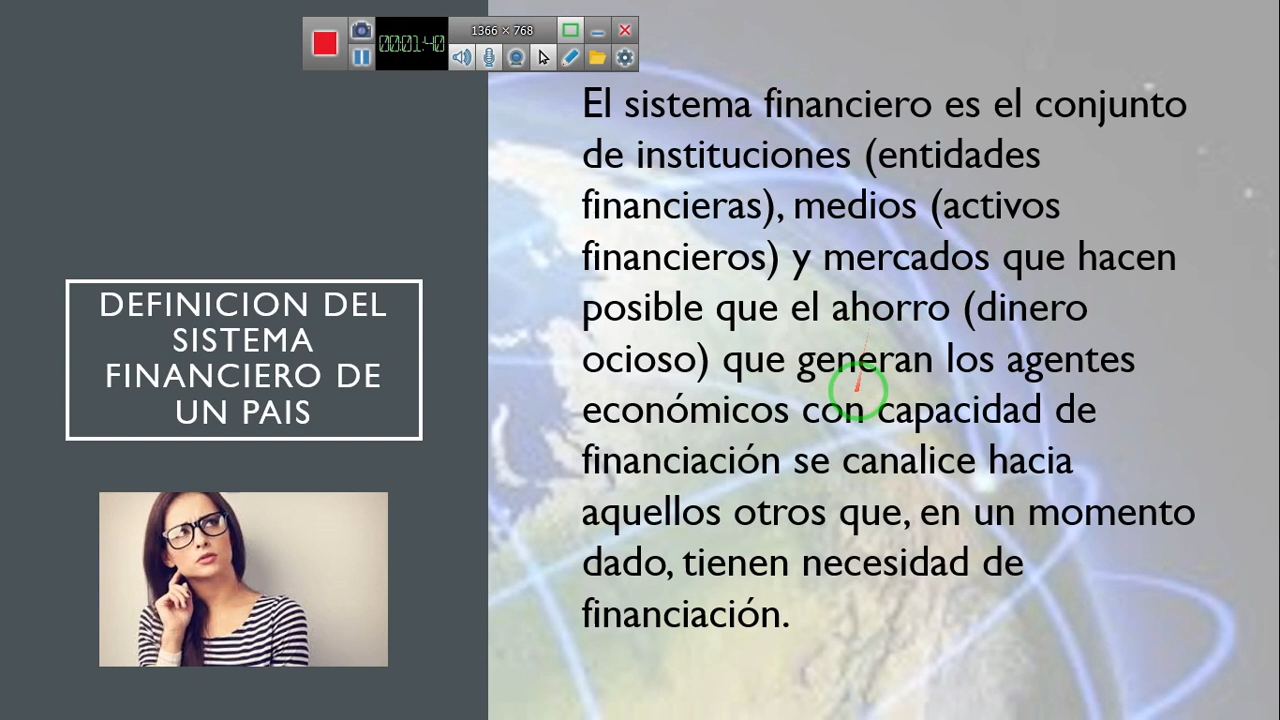 00:01:40
1366 × 768
DEFINICION DEL
SISTEMA
FINANCIERO DE
UN PAIS
El sistema financiero es el conjunto
de instituciones (entidades
financieras), medios (activos
financieros) y mercados que hacen
posible que el ahorro (dinero
ocioso) que generan los agentes
económicos con capacidad de
financiación se canalice hacia
aquellos otros que, en un momento
dado, tienen necesidad de
financiación.